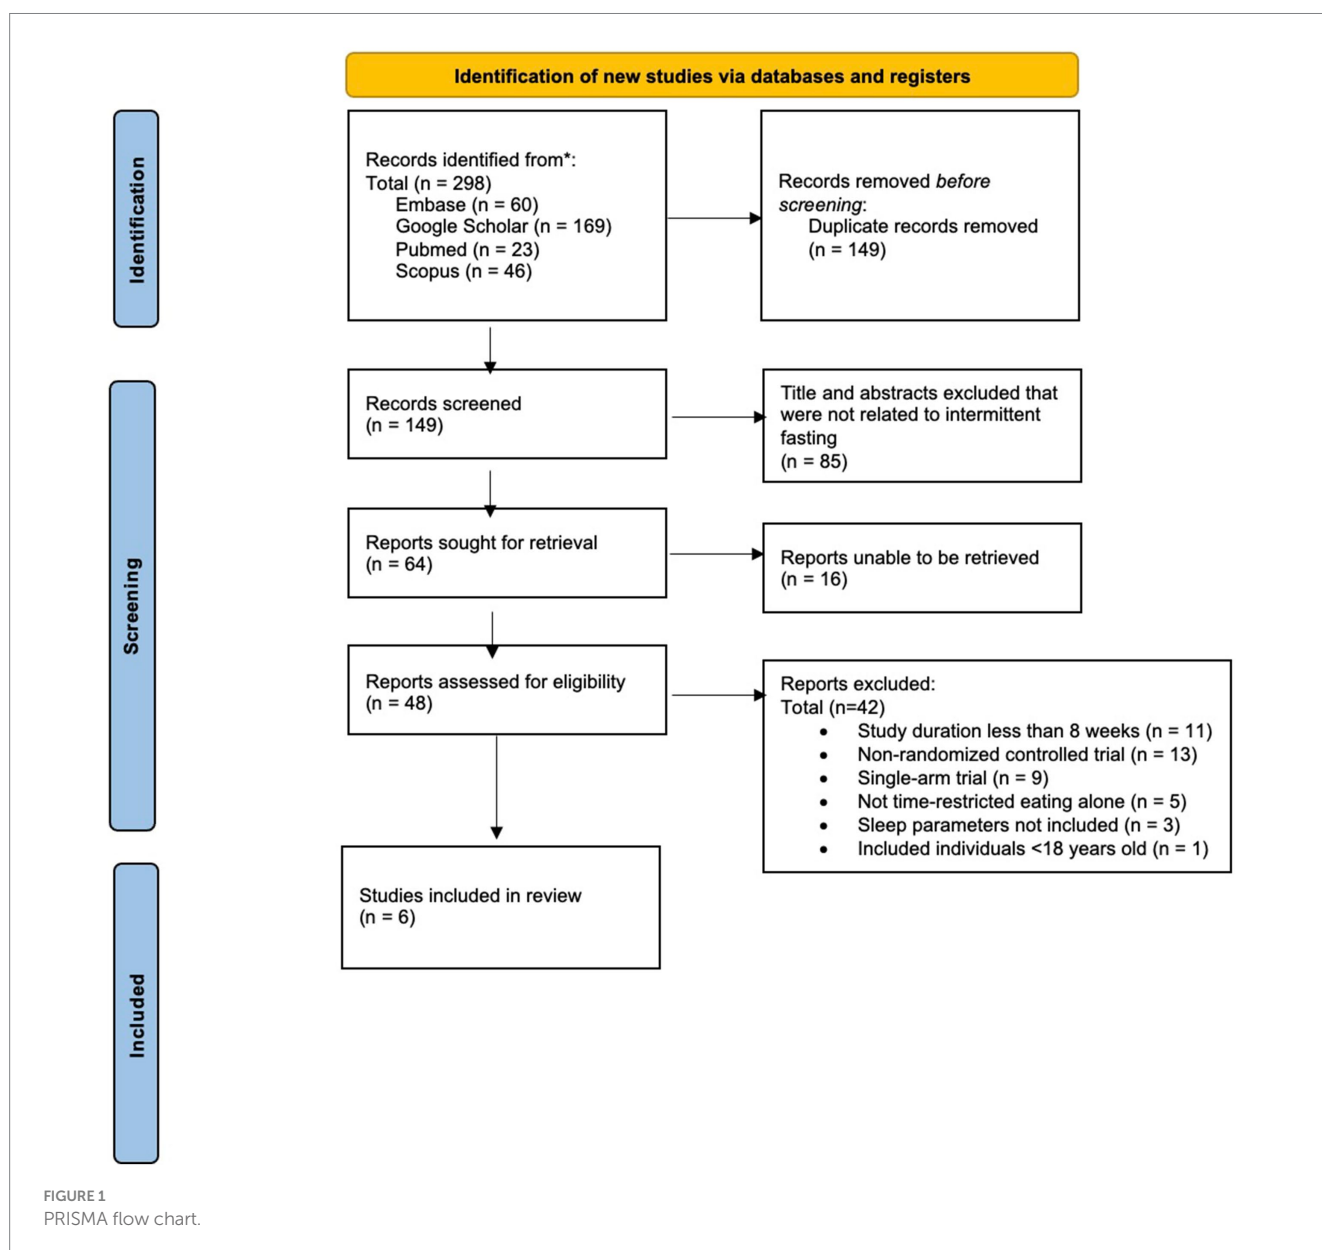 Identification of new studies via databases and registers
Identification
Records identified from*:
Total (n = 298)
Embase (n = 60)
Google Scholar (n = 169)
Pubmed (n = 23)
Scopus (n = 46)
Records removed before
screening:
Duplicate records removed
(n = 149)
Screening
Records screened
(n = 149)
Title and abstracts excluded that
were not related to intermittent
fasting
(n = 85)
Reports sought for retrieval
(n = 64)
Reports unable to be retrieved
(n = 16)
Reports assessed for eligibility
(n = 48)
Reports excluded:
Total (n=42)
• Study duration less than 8 weeks (n = 11)
• Non-randomized controlled trial (n = 13)
• Single-arm trial (n = 9)
• Not time-restricted eating alone (n = 5)
• Sleep parameters not included (n = 3)
• Included individuals <18 years old (n = 1)
Included
Studies included in review
(n = 6)
FIGURE 1
PRISMA flow chart.